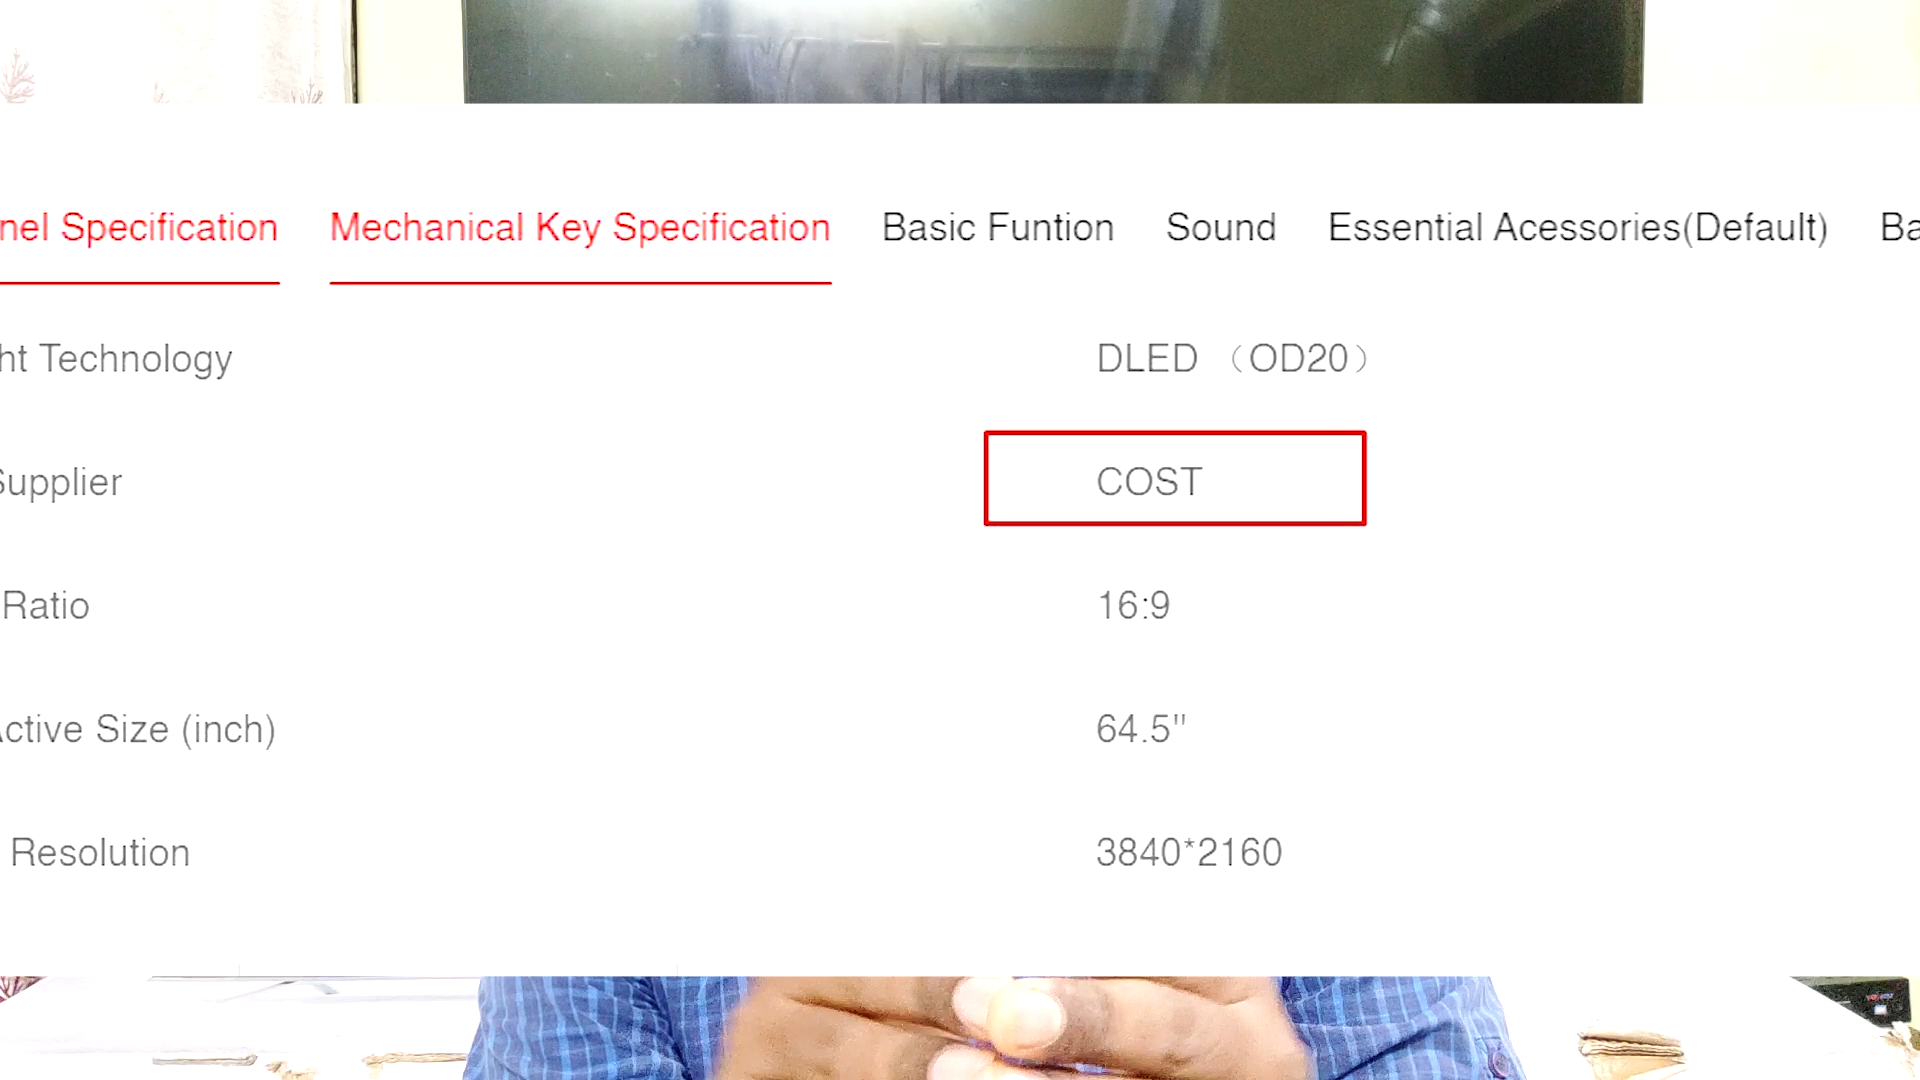 nel Specification Mechanical Key Specification Basic Funtion Sound Essential Acessories(Default) Ba
ht Technology DLED （OD20）
Supplier COST
Ratio 16:9
Active Size (inch) 64.5"
Resolution 3840*2160